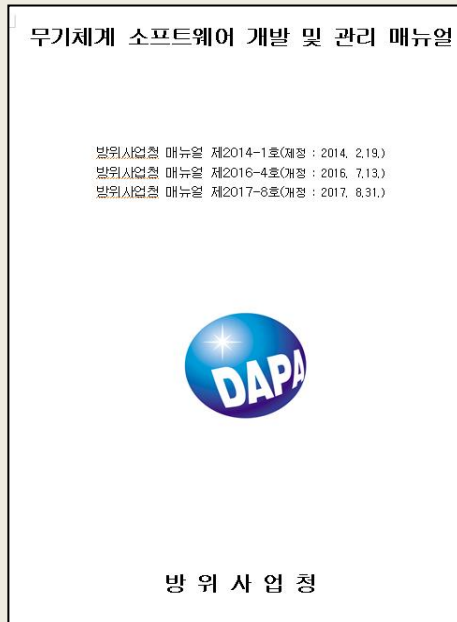 무기체계 소프트웨어 개발 및 관리 매뉴얼
방위사업청 매뉴얼 제2014-1호(제정 : 2014. 2.19.)
방위사업청 매뉴얼 제2016-4호(개정 : 2016. 7.13.)
방위사업청 매뉴얼 제2017-8호(개정 : 2017. 8.31.)
DAPA
방 위 사 업 청